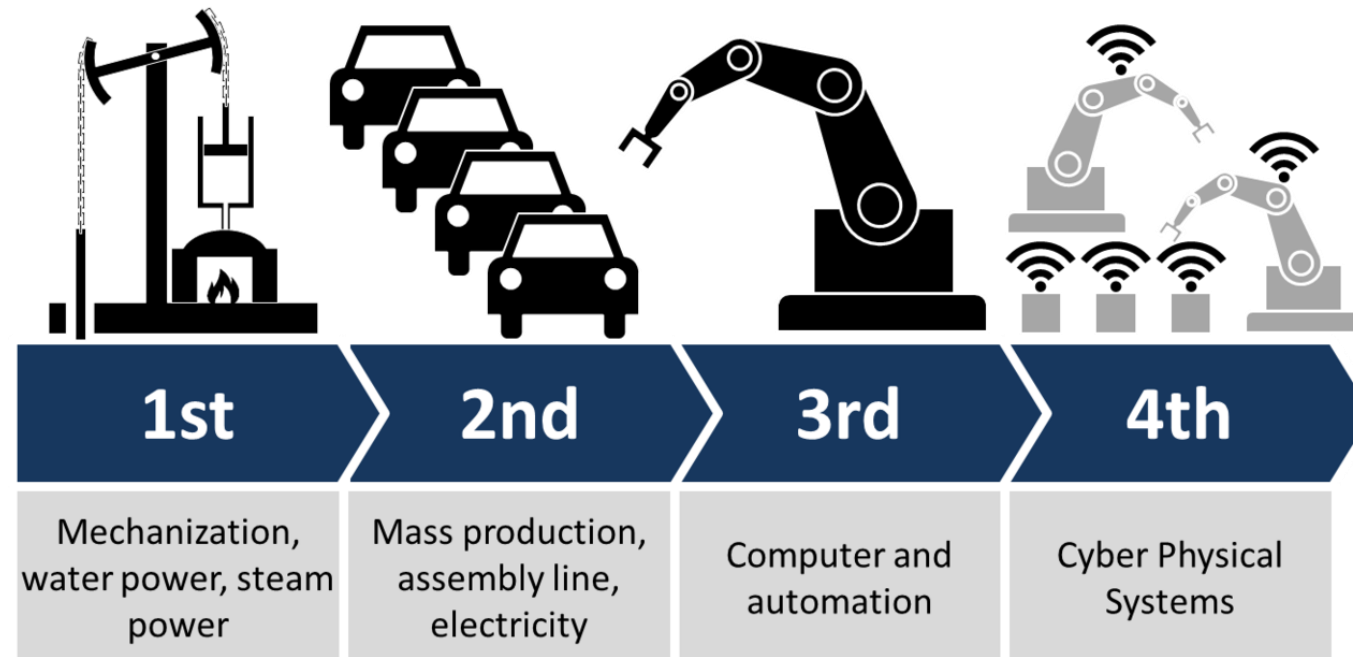 1st
2nd
3rd
4th
Mechanization,
water power, steam
power
Mass production,
assembly line,
electricity
Computer and
automation
Cyber Physical
Systems